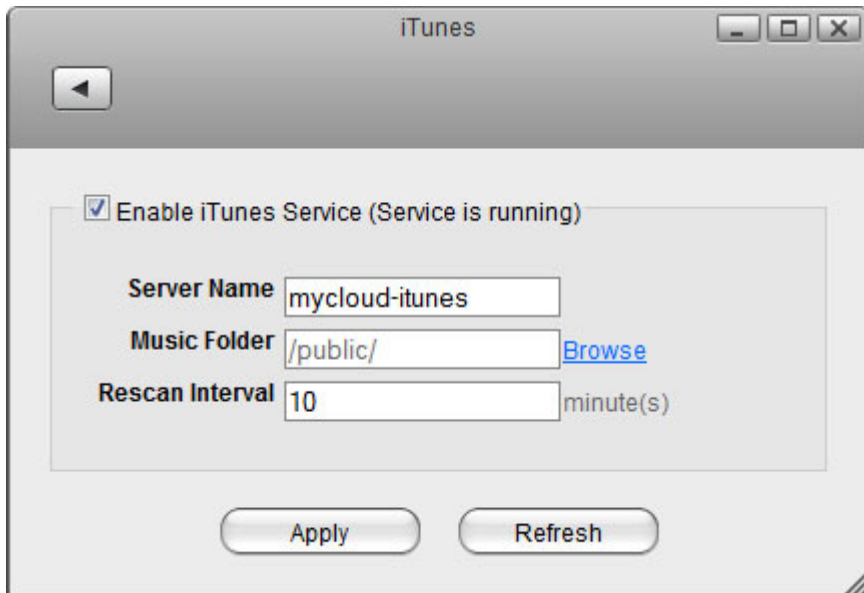 iTunes
Enable iTunes Service (Service is running)
Server Name mycloud-itunes
Music Folder /public/ Browse
Rescan Interval 10 minute(s)
Apply Refresh